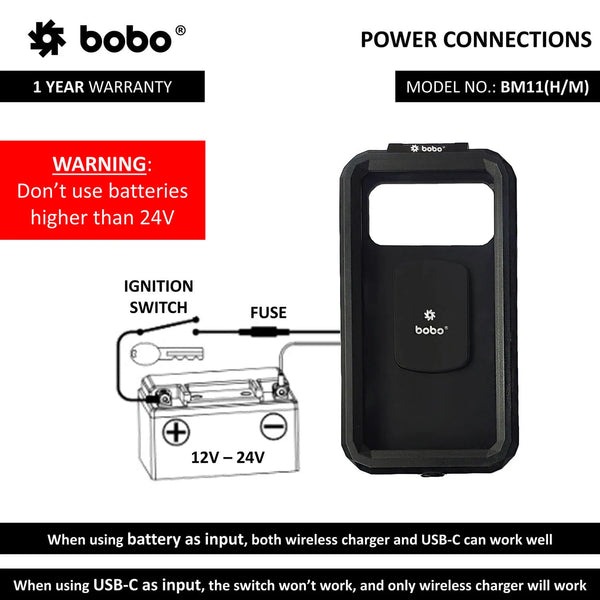 bobo®
POWER CONNECTIONS
1 YEAR WARRANTY
MODEL NO.: BM11(H/M)
WARNING:
Don't use batteries
higher than 24V
bobo®
IGNITION
SWITCH
FUSE
bobo®
12V – 24V
When using battery as input, both wireless charger and USB-C can work well
When using USB-C as input, the switch won't work, and only wireless charger will work